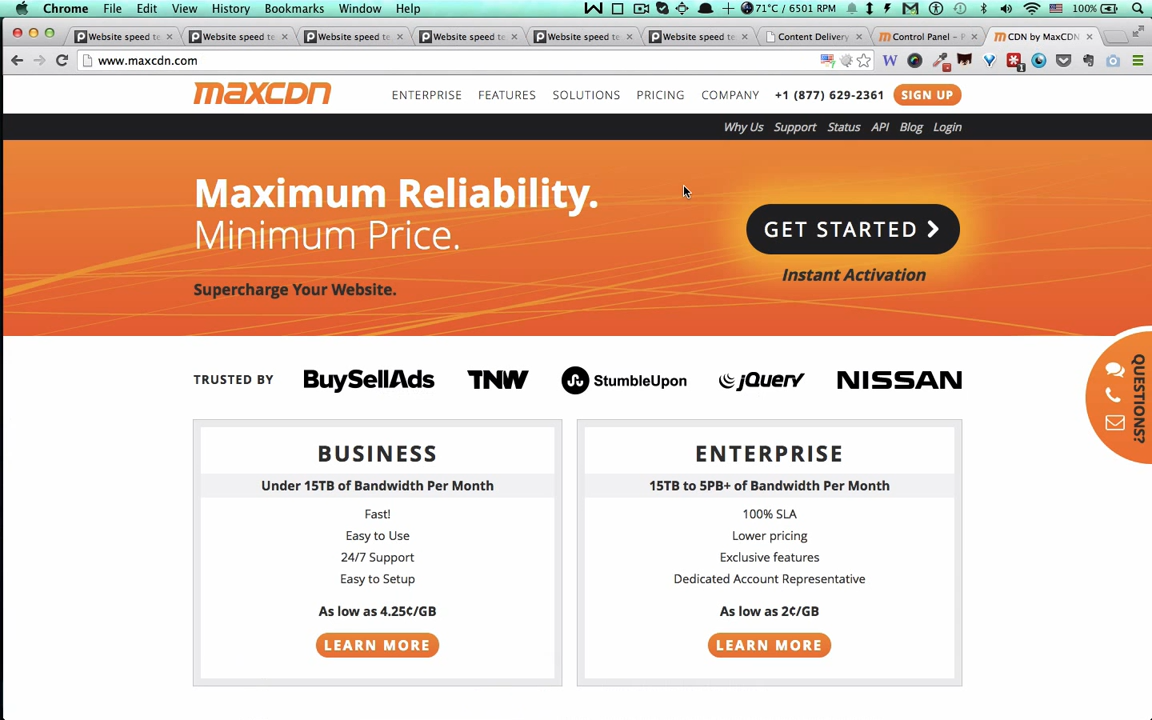 Chrome File Edit View History Bookmarks Window Help 71°C / 6501 RPM 100%
Website speed te Website speed te Website speed te Website speed te Website speed te Website speed te Content Delivery Control Panel – CDN by MaxCDN
www.maxcdn.com
maxcdn ENTERPRISE FEATURES SOLUTIONS PRICING COMPANY +1 (877) 629-2361 SIGN UP
Why Us Support Status API Blog Login
Maximum Reliability.
Minimum Price.
GET STARTED
Instant Activation
Supercharge Your Website.
TRUSTED BY BuySellAds TNW StumbleUpon jQuery NISSAN
QUESTIONS?
BUSINESS
Under 15TB of Bandwidth Per Month
Fast!
Easy to Use
24/7 Support
Easy to Setup
As low as 4.25¢/GB
LEARN MORE
ENTERPRISE
15TB to 5PB+ of Bandwidth Per Month
100% SLA
Lower pricing
Exclusive features
Dedicated Account Representative
As low as 2¢/GB
LEARN MORE